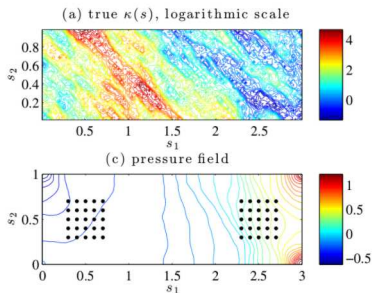 (a) true κ(s), logarithmic scale
0.8
0.6
0.4
0.2
s₂
0.5 1 1.5 2 2.5
s₁
4
2
0
(c) pressure field
1
0.5
0
s₂
0 0.5 1 1.5 2 2.5 3
s₁
1
0.5
0
−0.5